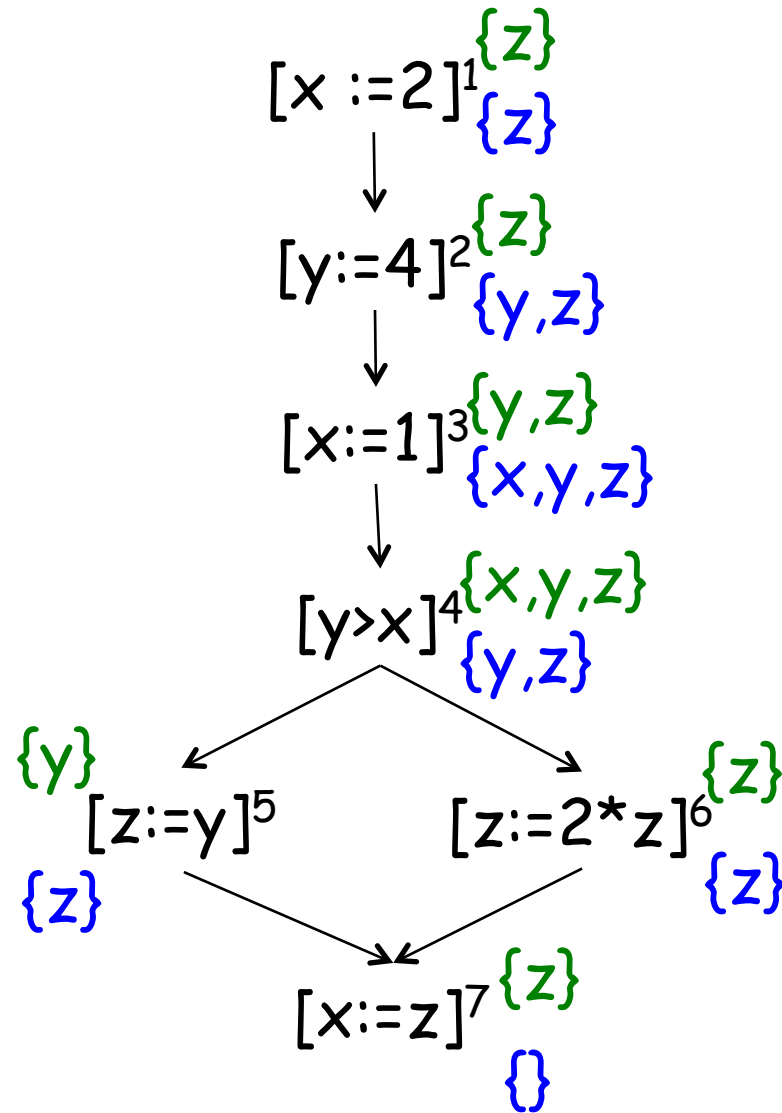 {z}
[x :=2]¹
{z}
{z}
[y:=4]²
{y,z}
{y,z}
[x:=1]³
{x,y,z}
{x,y,z}
[y>x]⁴
{y,z}
{y} {z}
[z:=y]⁵ [z:=2*z]⁶
{z} {z}
{z}
[x:=z]⁷
{}